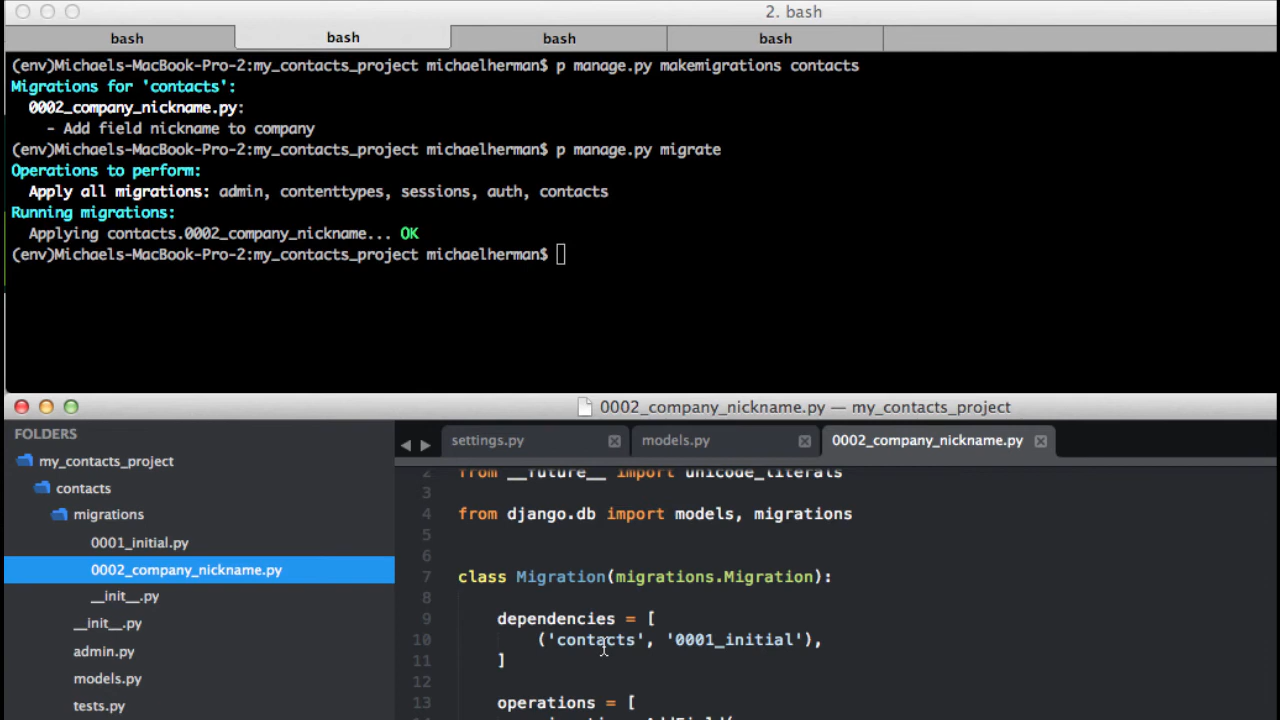 2. bash
bash bash bash bash
(env)Michaels-MacBook-Pro-2:my_contacts_project michaelherman$ p manage.py makemigrations contacts
Migrations for 'contacts':
0002_company_nickname.py:
- Add field nickname to company
(env)Michaels-MacBook-Pro-2:my_contacts_project michaelherman$ p manage.py migrate
Operations to perform:
Apply all migrations: admin, contenttypes, sessions, auth, contacts
Running migrations:
Applying contacts.0002_company_nickname... OK
(env)Michaels-MacBook-Pro-2:my_contacts_project michaelherman$
0002_company_nickname.py — my_contacts_project
FOLDERS
my_contacts_project
contacts
migrations
0001_initial.py
0002_company_nickname.py
__init__.py
__init__.py
admin.py
models.py
tests.py
settings.py models.py 0002_company_nickname.py
2 from __future__ import unicode_literals
3
4 from django.db import models, migrations
5
6
7 class Migration(migrations.Migration):
8
9 dependencies = [
10 ('contacts', '0001_initial'),
11 ]
12
13 operations = [